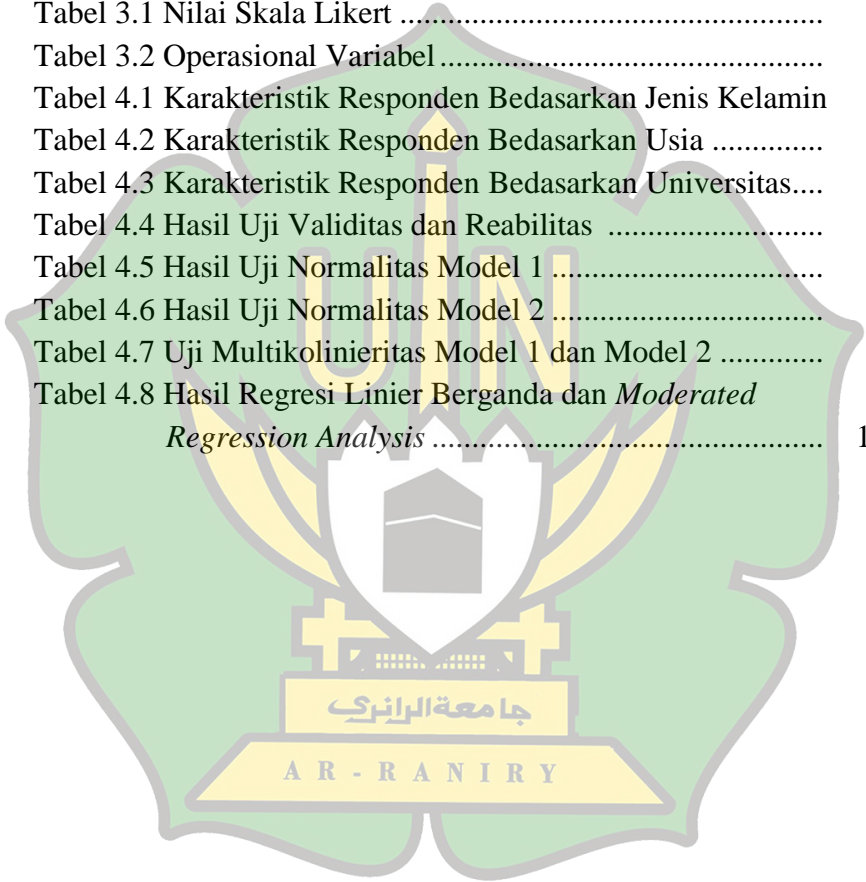 Tabel 3.1 Nilai Skala Likert ....................................................
Tabel 3.2 Operasional Variabel ...............................................
Tabel 4.1 Karakteristik Responden Bedasarkan Jenis Kelamin
Tabel 4.2 Karakteristik Responden Bedasarkan Usia ..............
Tabel 4.3 Karakteristik Responden Bedasarkan Universitas....
Tabel 4.4 Hasil Uji Validitas dan Reabilitas ..........................
Tabel 4.5 Hasil Uji Normalitas Model 1 .................................
Tabel 4.6 Hasil Uji Normalitas Model 2 .................................
Tabel 4.7 Uji Multikolinieritas Model 1 dan Model 2 .............
Tabel 4.8 Hasil Regresi Linier Berganda dan Moderated
Regression Analysis ................................................ 1
UIN
جامعة الرانري
AR-RANIRY